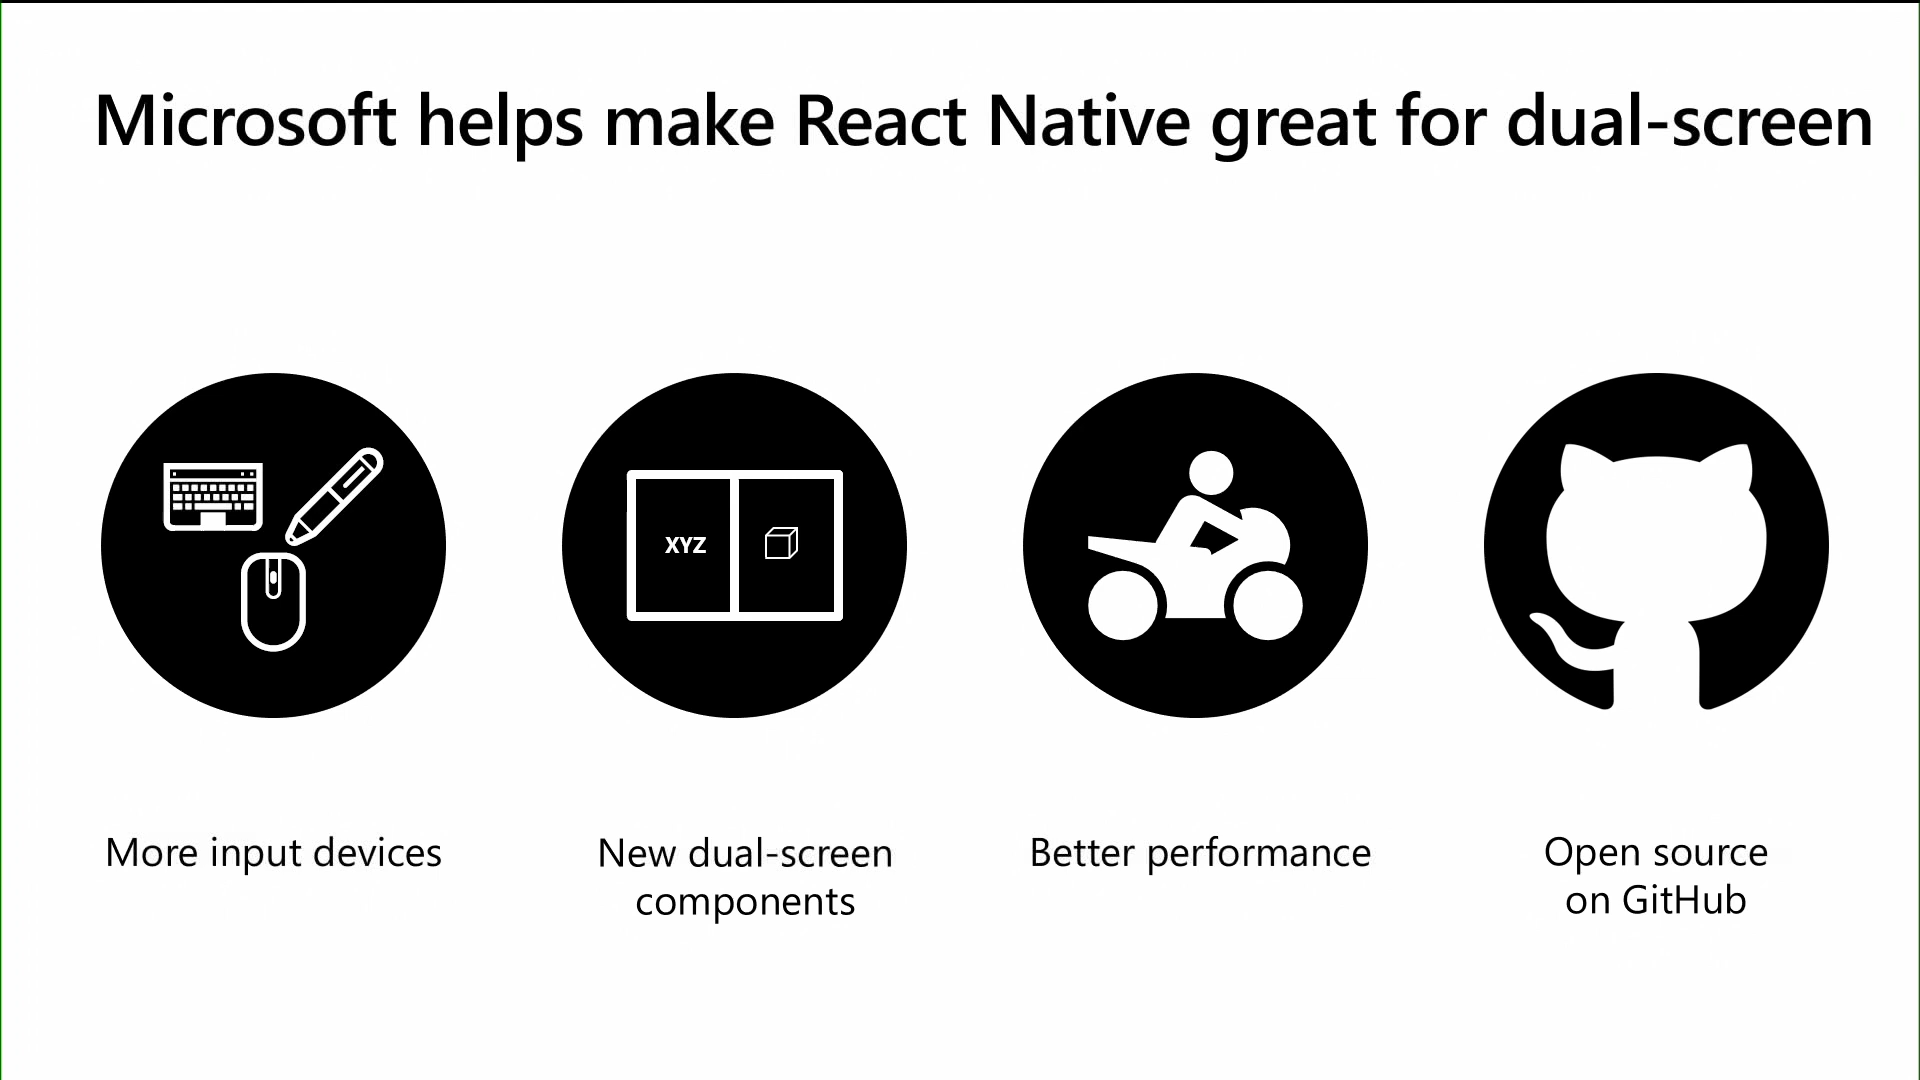 Microsoft helps make React Native great for dual-screen
XYZ
More input devices
New dual-screen
components
Better performance
Open source
on GitHub